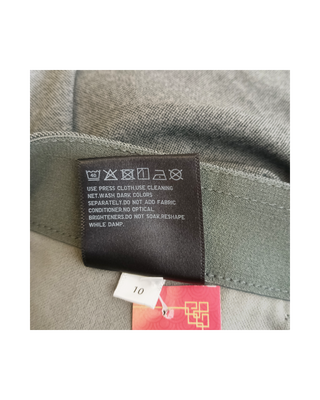 40
USE PRESS CLOTH.USE CLEANING
NET.WASH DARK COLORS
SEPARATELY.DO NOT ADD FABRIC
CONDITIONER.NO OPTICAL
BRIGHTENERS.DO NOT SOAK.RESHAPE
WHILE DAMP.
10